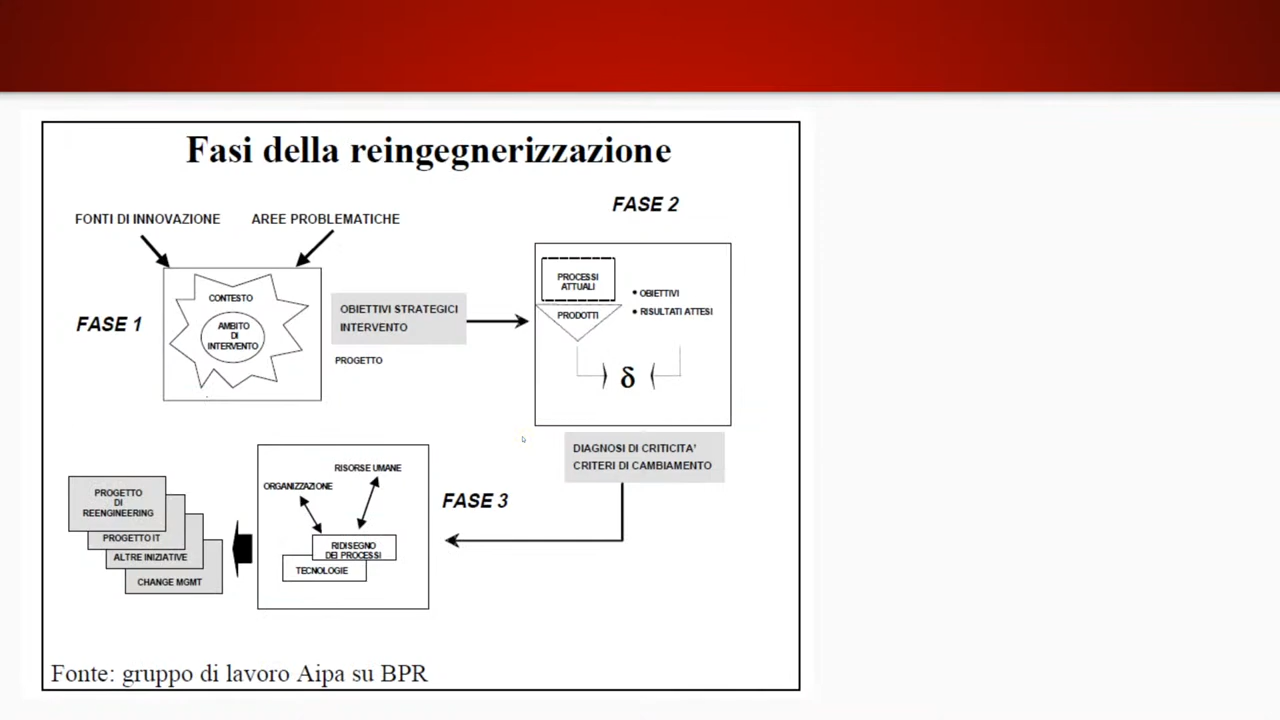 Fasi della reingegnerizzazione
FONTI DI INNOVAZIONE
AREE PROBLEMATICHE
FASE 1
CONTESTO
AMBITO
DI
INTERVENTO
OBIETTIVI STRATEGICI
INTERVENTO
PROGETTO
FASE 2
PROCESSI
ATTUALI
PRODOTTI
• OBIETTIVI
• RISULTATI ATTESI
δ
DIAGNOSI DI CRITICITA'
CRITERI DI CAMBIAMENTO
FASE 3
RISORSE UMANE
ORGANIZZAZIONE
RIDISEGNO
DEI PROCESSI
TECNOLOGIE
PROGETTO
DI
REENGINEERING
PROGETTO IT
ALTRE INIZIATIVE
CHANGE MGMT
Fonte: gruppo di lavoro Aipa su BPR